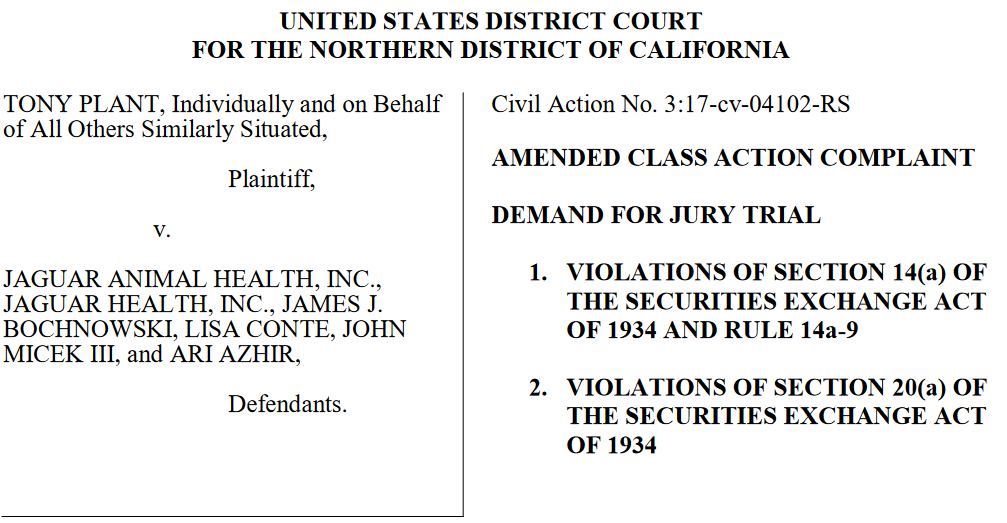 UNITED STATES DISTRICT COURT
FOR THE NORTHERN DISTRICT OF CALIFORNIA
TONY PLANT, Individually and on Behalf
of All Others Similarly Situated,
Plaintiff,
v.
JAGUAR ANIMAL HEALTH, INC.,
JAGUAR HEALTH, INC., JAMES J.
BOCHNOWSKI, LISA CONTE, JOHN
MICEK III, and ARI AZHIR,
Defendants.
Civil Action No. 3:17-cv-04102-RS
AMENDED CLASS ACTION COMPLAINT
DEMAND FOR JURY TRIAL
1. VIOLATIONS OF SECTION 14(a) OF
THE SECURITIES EXCHANGE ACT
OF 1934 AND RULE 14a-9
2. VIOLATIONS OF SECTION 20(a) OF
THE SECURITIES EXCHANGE ACT
OF 1934